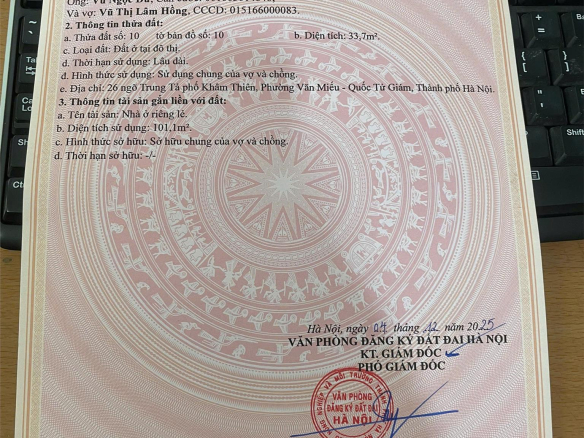 Ông: Vũ Ngọc
Và vợ: Vũ Thị Lâm Hồng, CCCD: 015166000083.
2. Thông tin thửa đất:
a. Thửa đất số: 10 tờ bản đồ số: 10 b. Diện tích: 33,7m².
c. Loại đất: Đất ở tại đô thị.
d. Thời hạn sử dụng: Lâu dài.
đ. Hình thức sử dụng: Sử dụng chung của vợ và chồng.
e. Địa chỉ: 26 ngõ Trung Tả phố Khâm Thiên, Phường Văn Miếu - Quốc Tử Giám, Thành phố Hà Nội.
3. Thông tin tài sản gắn liền với đất:
a. Tên tài sản: Nhà ở riêng lẻ.
b. Diện tích sử dụng: 101,1m².
c. Hình thức sở hữu: Sở hữu chung của vợ và chồng.
d. Thời hạn sở hữu: -/-
Hà Nội, ngày 04 tháng 12 năm 2025
VĂN PHÒNG ĐĂNG KÝ ĐẤT ĐAI HÀ NỘI
KT. GIÁM ĐỐC
PHÓ GIÁM ĐỐC
VĂN PHÒNG
ĐĂNG KÝ ĐẤT ĐAI
HÀ NỘI